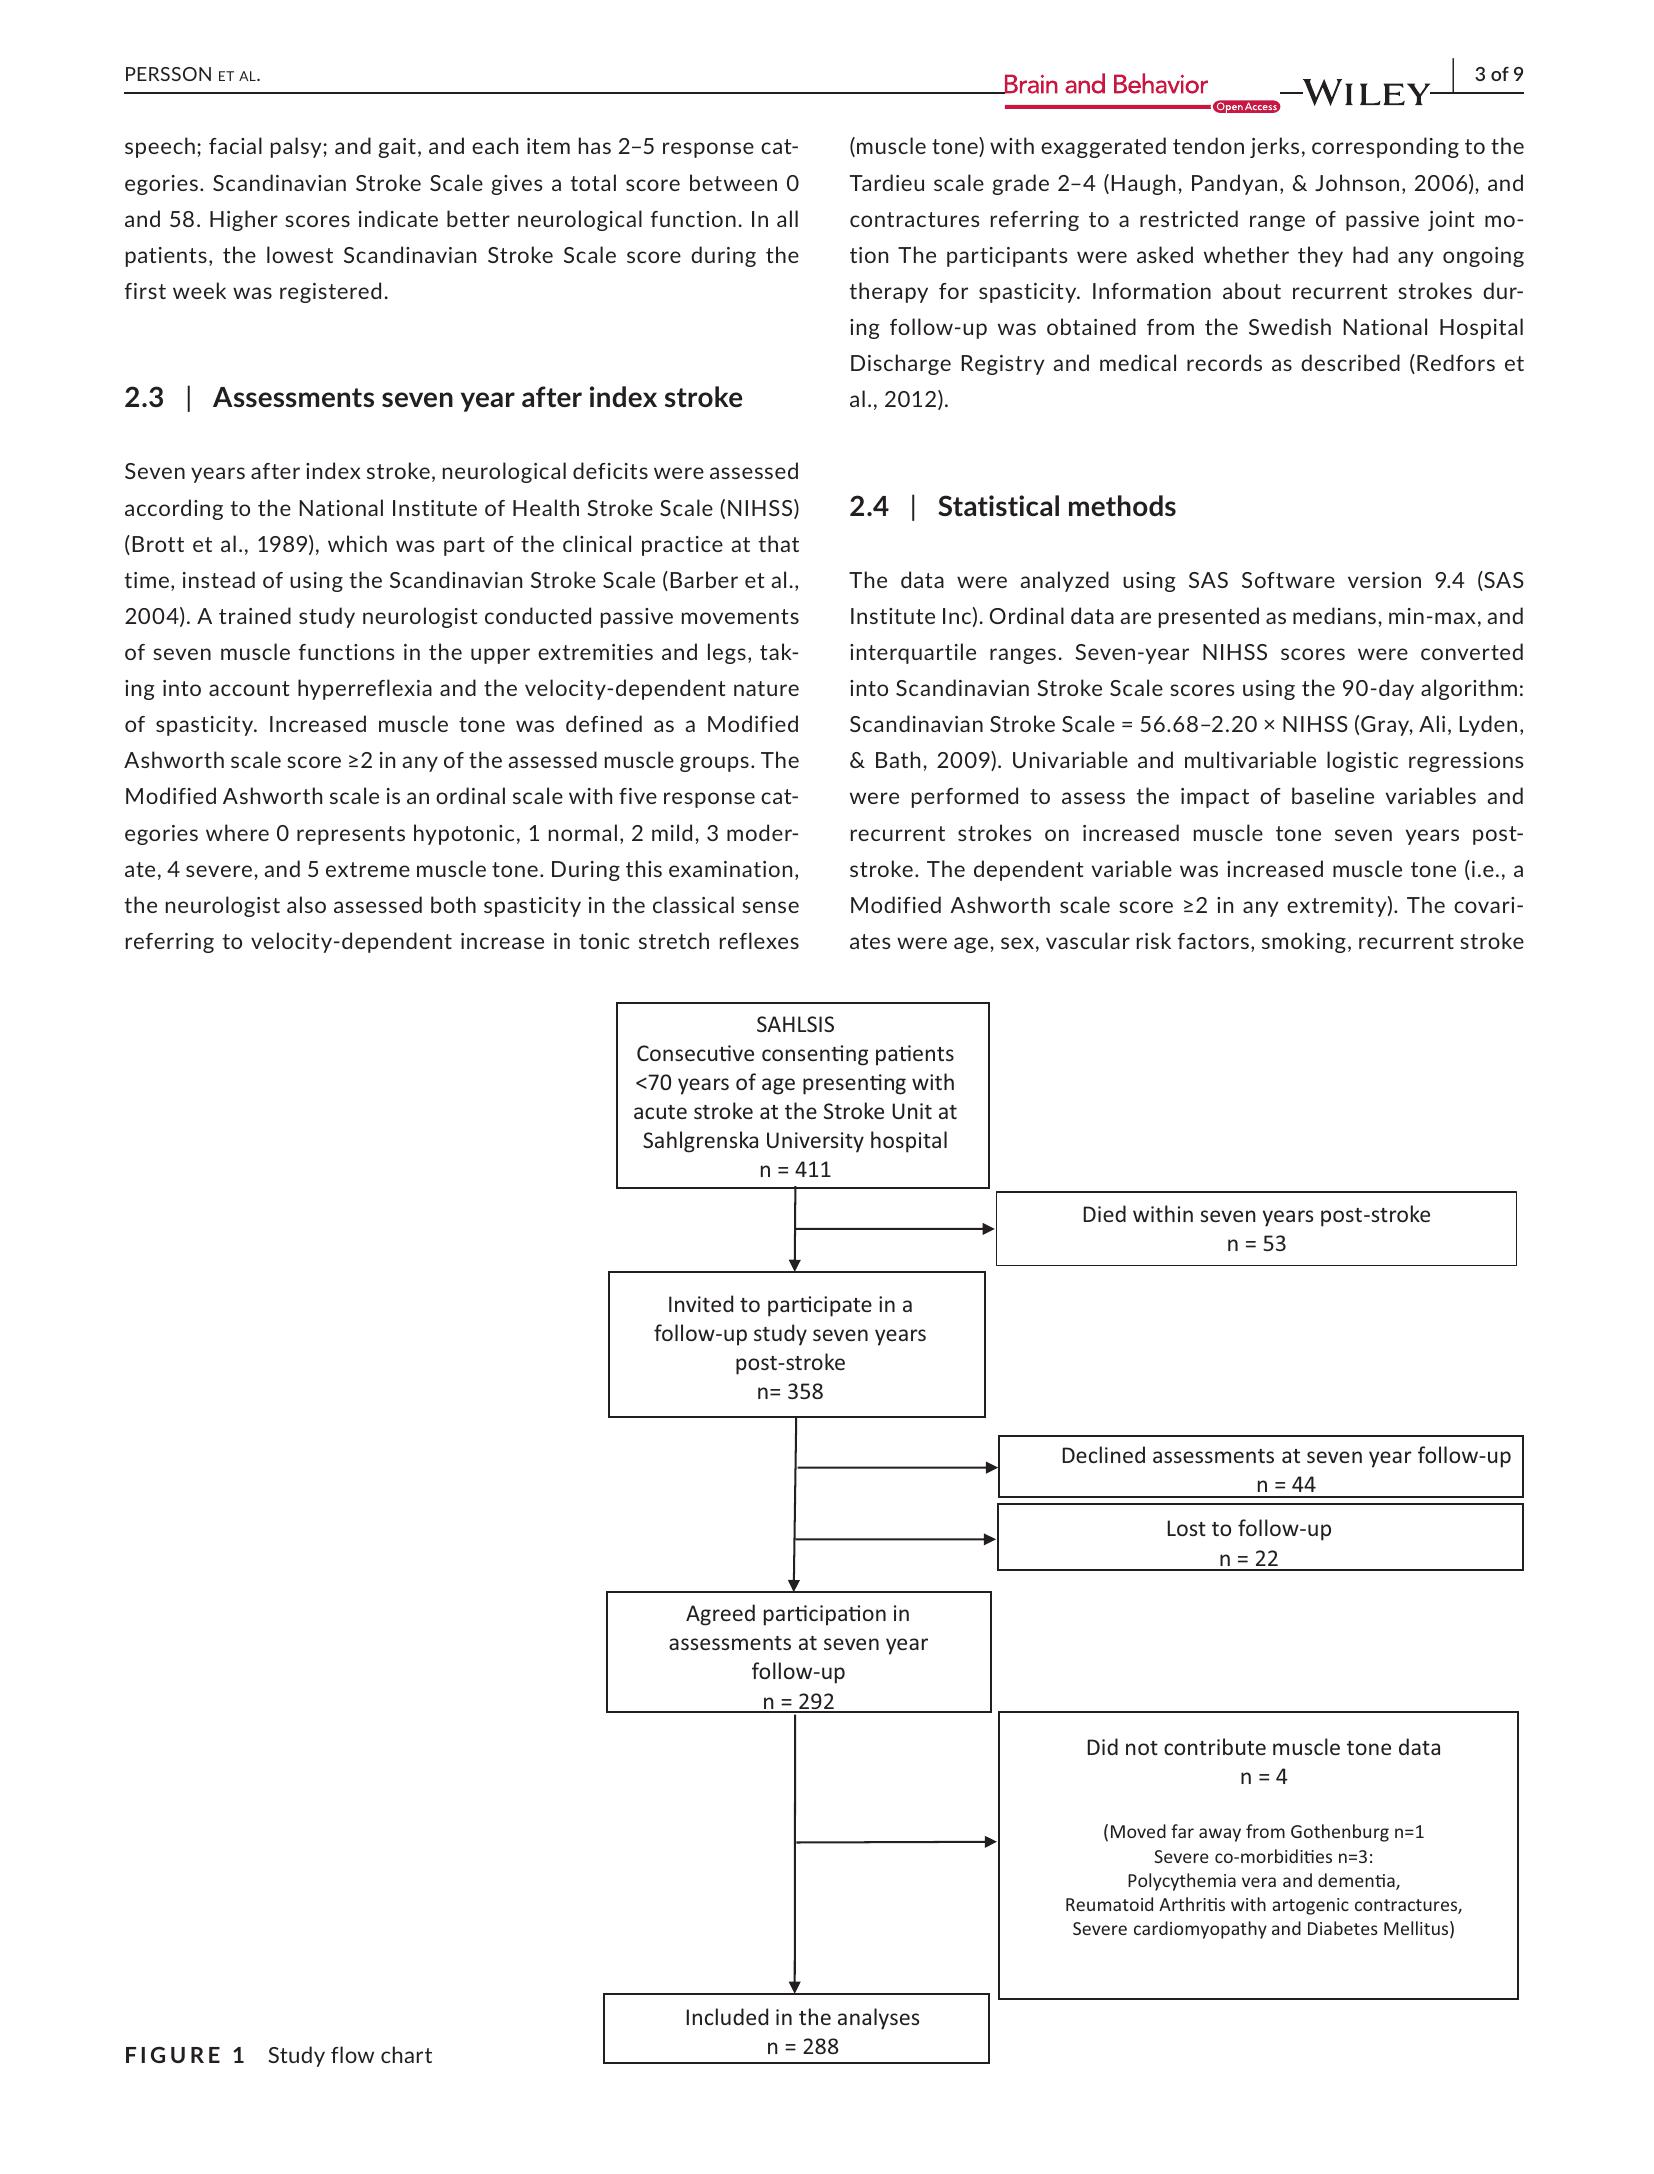 PERSSON ET AL.
Brain and Behavior
Open Access
WILEY
3 of 9
speech; facial palsy; and gait, and each item has 2–5 response cat-
egories. Scandinavian Stroke Scale gives a total score between 0
and 58. Higher scores indicate better neurological function. In all
patients, the lowest Scandinavian Stroke Scale score during the
first week was registered.
2.3 | Assessments seven year after index stroke
Seven years after index stroke, neurological deficits were assessed
according to the National Institute of Health Stroke Scale (NIHSS)
(Brott et al., 1989), which was part of the clinical practice at that
time, instead of using the Scandinavian Stroke Scale (Barber et al.,
2004). A trained study neurologist conducted passive movements
of seven muscle functions in the upper extremities and legs, tak-
ing into account hyperreflexia and the velocity-dependent nature
of spasticity. Increased muscle tone was defined as a Modified
Ashworth scale score ≥2 in any of the assessed muscle groups. The
Modified Ashworth scale is an ordinal scale with five response cat-
egories where 0 represents hypotonic, 1 normal, 2 mild, 3 moder-
ate, 4 severe, and 5 extreme muscle tone. During this examination,
the neurologist also assessed both spasticity in the classical sense
referring to velocity-dependent increase in tonic stretch reflexes
(muscle tone) with exaggerated tendon jerks, corresponding to the
Tardieu scale grade 2–4 (Haugh, Pandyan, & Johnson, 2006), and
contractures referring to a restricted range of passive joint mo-
tion The participants were asked whether they had any ongoing
therapy for spasticity. Information about recurrent strokes dur-
ing follow-up was obtained from the Swedish National Hospital
Discharge Registry and medical records as described (Redfors et
al., 2012).
2.4 | Statistical methods
The data were analyzed using SAS Software version 9.4 (SAS
Institute Inc). Ordinal data are presented as medians, min-max, and
interquartile ranges. Seven-year NIHSS scores were converted
into Scandinavian Stroke Scale scores using the 90-day algorithm:
Scandinavian Stroke Scale = 56.68–2.20 × NIHSS (Gray, Ali, Lyden,
& Bath, 2009). Univariable and multivariable logistic regressions
were performed to assess the impact of baseline variables and
recurrent strokes on increased muscle tone seven years post-
stroke. The dependent variable was increased muscle tone (i.e., a
Modified Ashworth scale score ≥2 in any extremity). The covari-
ates were age, sex, vascular risk factors, smoking, recurrent stroke
SAHLSIS
Consecutive consenting patients
<70 years of age presenting with
acute stroke at the Stroke Unit at
Sahlgrenska University hospital
n = 411
Died within seven years post-stroke
n = 53
Invited to participate in a
follow-up study seven years
post-stroke
n= 358
Declined assessments at seven year follow-up
n = 44
Lost to follow-up
n = 22
Agreed participation in
assessments at seven year
follow-up
n = 292
Did not contribute muscle tone data
n = 4
(Moved far away from Gothenburg n=1
Severe co-morbidities n=3:
Polycythemia vera and dementia,
Reumatoid Arthritis with artogenic contractures,
Severe cardiomyopathy and Diabetes Mellitus)
Included in the analyses
n = 288
FIGURE 1 Study flow chart